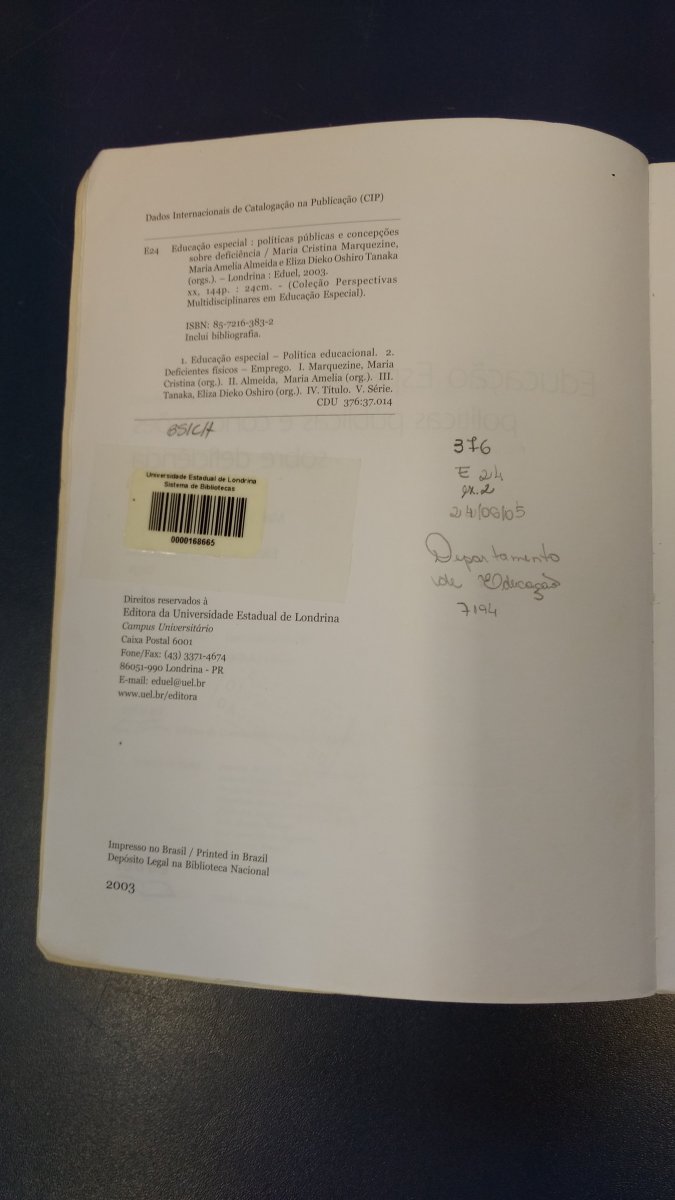 Dados Internacionais de Catalogação na Publicação (CIP)
E24 Educação especial : políticas públicas e concepções
sobre deficiência / Maria Cristina Marquezine,
Maria Amelia Almeida e Eliza Dieko Oshiro Tanaka
(orgs.). – Londrina : Eduel, 2003.
xx, 144p. : 24cm. - (Coleção Perspectivas
Multidisciplinares em Educação Especial).
ISBN: 85-7216-383-2
Inclui bibliografia.
1. Educação especial – Política educacional. 2.
Deficientes físicos – Emprego. I. Marquezine, Maria
Cristina (org.). II. Almeida, Maria Amelia (org.). III.
Tanaka, Eliza Dieko Oshiro (org.). IV. Título. V. Série.
CDU 376:37.014
BS/CH
376
E 24
ex.2
24/06/05
Departamento
de Educação
7194
Universidade Estadual de Londrina
Sistema de Bibliotecas
0000168665
Direitos reservados à
Editora da Universidade Estadual de Londrina
Campus Universitário
Caixa Postal 6001
Fone/Fax: (43) 3371-4674
86051-990 Londrina - PR
E-mail: eduel@uel.br
www.uel.br/editora
Impresso no Brasil / Printed in Brazil
Depósito Legal na Biblioteca Nacional
2003